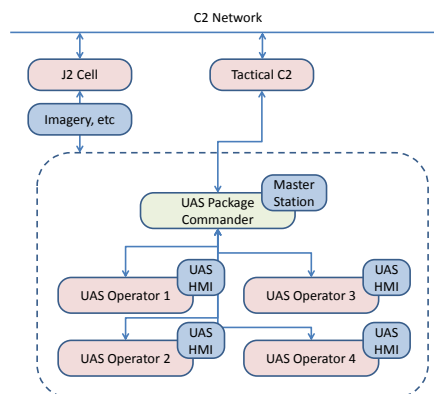 C2 Network
J2 Cell
Tactical C2
Imagery, etc
Master
Station
UAS Package
Commander
UAS
HMI
UAS Operator 1
UAS
HMI
UAS Operator 3
UAS
HMI
UAS Operator 2
UAS
HMI
UAS Operator 4